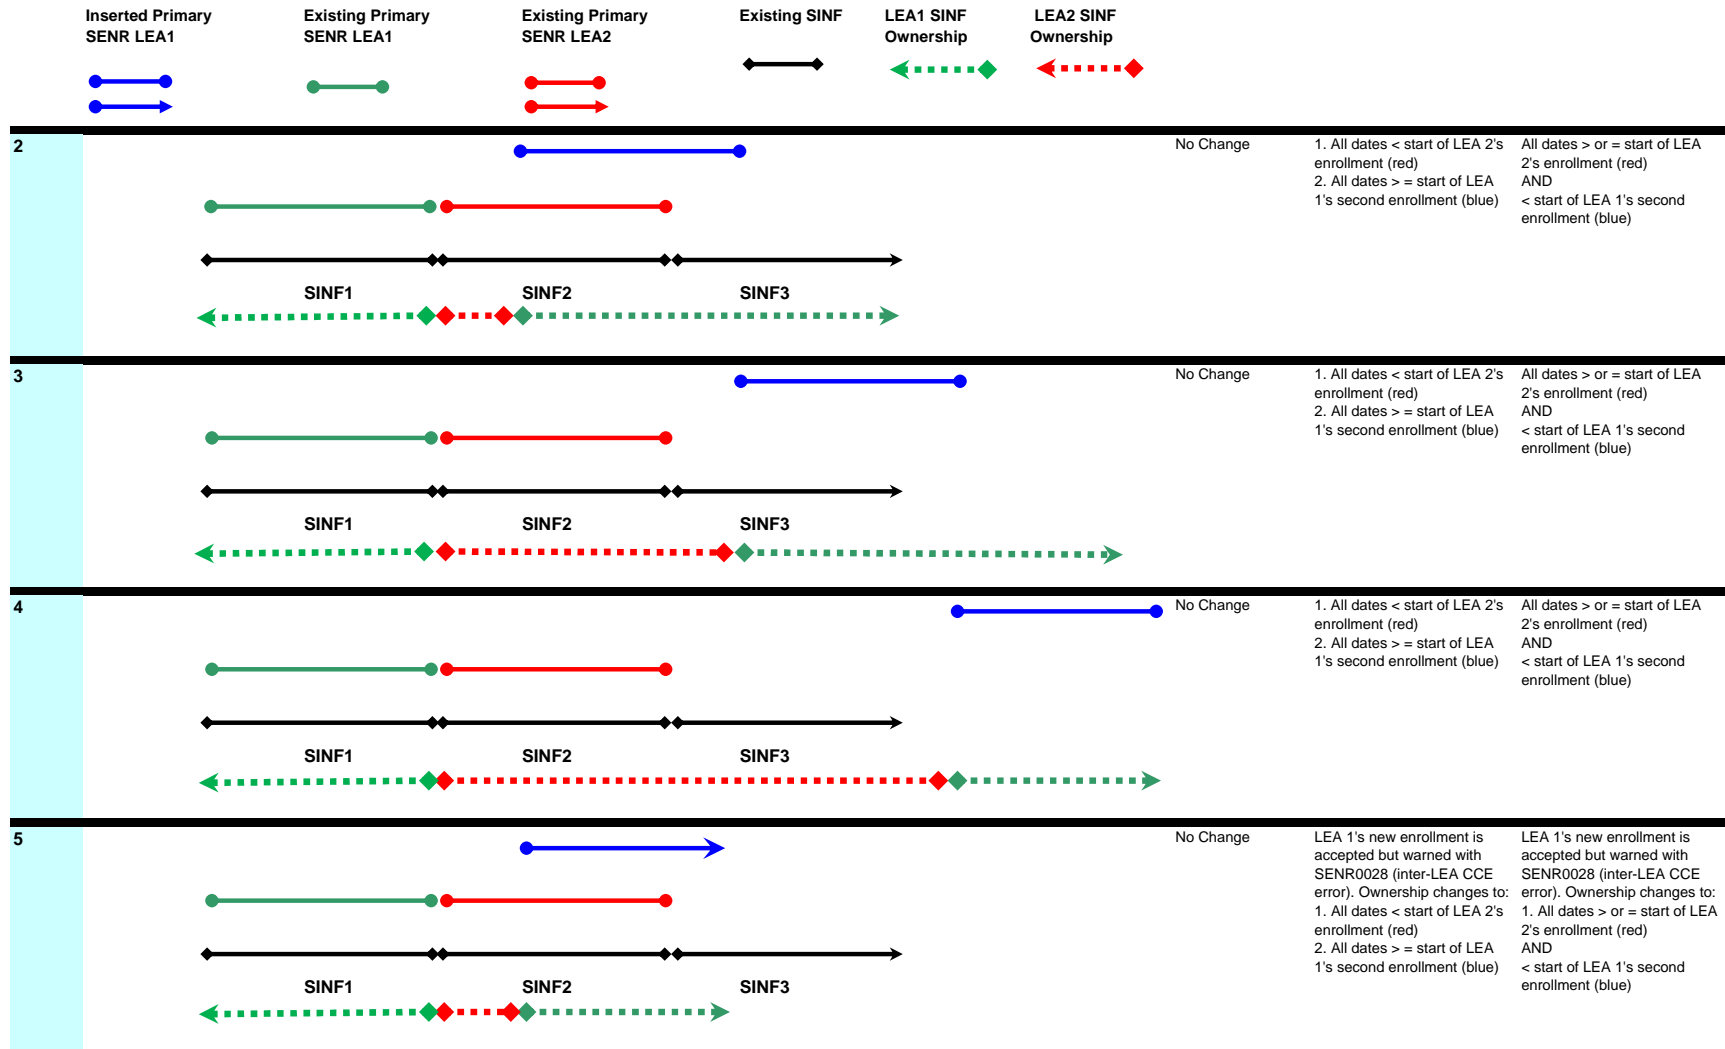 Inserted Primary
SENR LEA1
Existing Primary
SENR LEA1
Existing Primary
SENR LEA2
Existing SINF
LEA1 SINF
Ownership
LEA2 SINF
Ownership
2
No Change
1. All dates < start of LEA 2's
enrollment (red)
2. All dates > = start of LEA
1's second enrollment (blue)
All dates > or = start of LEA
2's enrollment (red)
AND
< start of LEA 1's second
enrollment (blue)
SINF1
SINF2
SINF3
3
No Change
1. All dates < start of LEA 2's
enrollment (red)
2. All dates > = start of LEA
1's second enrollment (blue)
All dates > or = start of LEA
2's enrollment (red)
AND
< start of LEA 1's second
enrollment (blue)
SINF1
SINF2
SINF3
4
No Change
1. All dates < start of LEA 2's
enrollment (red)
2. All dates > = start of LEA
1's second enrollment (blue)
All dates > or = start of LEA
2's enrollment (red)
AND
< start of LEA 1's second
enrollment (blue)
SINF1
SINF2
SINF3
5
No Change
LEA 1's new enrollment is
accepted but warned with
SENR0028 (inter-LEA CCE
error). Ownership changes to:
1. All dates < start of LEA 2's
enrollment (red)
2. All dates > = start of LEA
1's second enrollment (blue)
LEA 1's new enrollment is
accepted but warned with
SENR0028 (inter-LEA CCE
error). Ownership changes to:
1. All dates > or = start of LEA
2's enrollment (red)
AND
< start of LEA 1's second
enrollment (blue)
SINF1
SINF2
SINF3